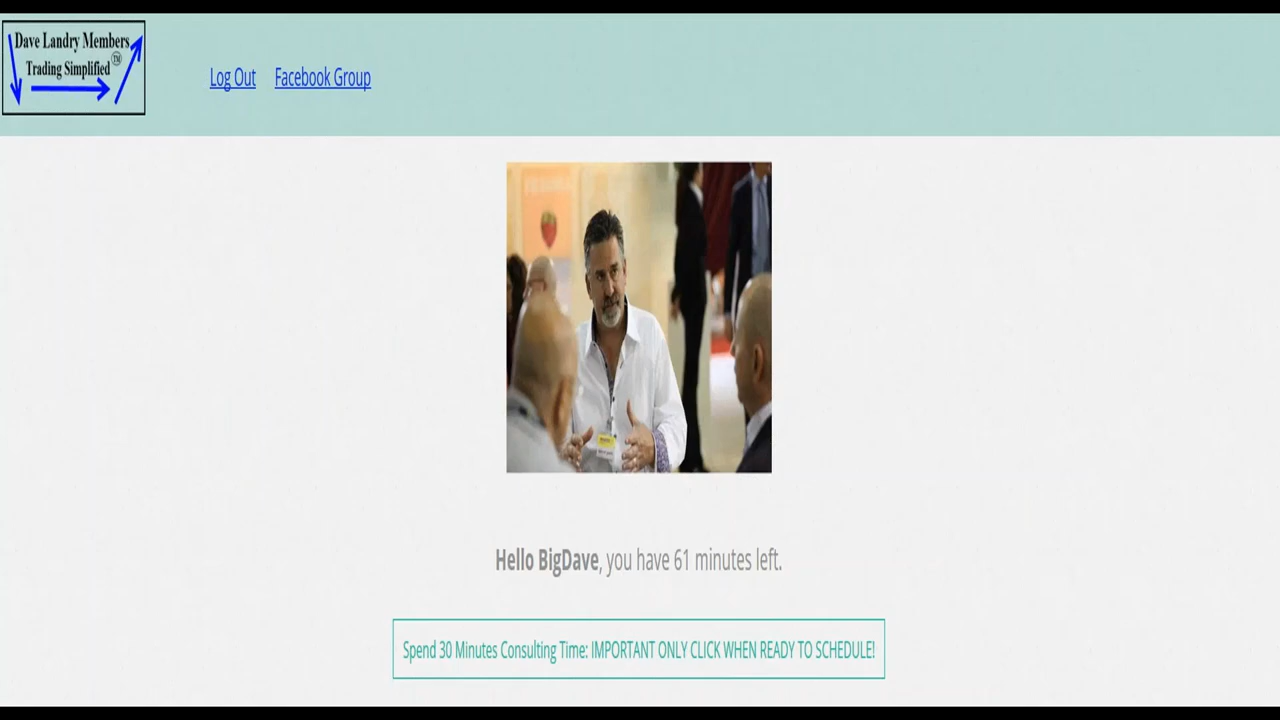 Dave Landry Members
Trading Simplified TM
Log Out Facebook Group
Hello BigDave, you have 61 minutes left.
Spend 30 Minutes Consulting Time: IMPORTANT ONLY CLICK WHEN READY TO SCHEDULE!